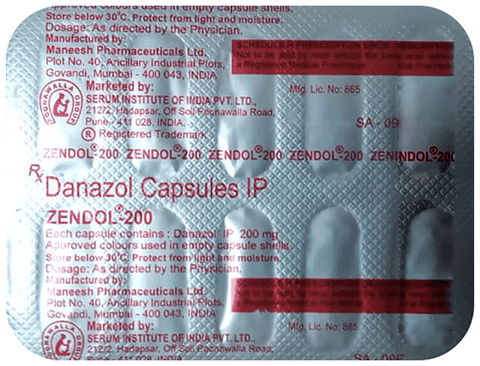 Approved colours used in empty capsule shells.
Store below 30°C. Protect from light and moisture.
Dosage: As directed by the Physician.
Manufactured by:
Maneesh Pharmaceuticals Ltd.
Plot No. 40, Ancillary Industrial Plots,
Govandi, Mumbai - 400 043, INDIA
SCHEDULE H PRESCRIPTION DRUG
Marketed by:
SERUM INSTITUTE OF INDIA PVT. LTD.,
212/2, Hadapsar, Off Soli Poonawalla Road,
Pune - 411 028, INDIA.
® Registered Trademark
POONAWALLA GROUP
Mfg. Lic. No: 865
SA - 09
ZENDOL®-200 ZENDOL®-200 ZENDOL®-200 ZENDOL®-200 ZENDOL®-200
Rx Danazol Capsules IP
ZENDOL®-200
Each capsule contains : Danazol IP 200 mg
Approved colours used in empty capsule shells
Store below 30°C. Protect from light and moisture.
Dosage: As directed by the Physician.
Manufactured by:
Maneesh Pharmaceuticals Ltd.
Plot No. 40, Ancillary Industrial Plots,
Govandi, Mumbai - 400 043, INDIA
Marketed by:
SERUM INSTITUTE OF INDIA PVT. LTD.,
212/2, Hadapsar, Off Soli Poonawalla Road,
POONAWALLA
Mfg. Lic. No: 865
SA - 09